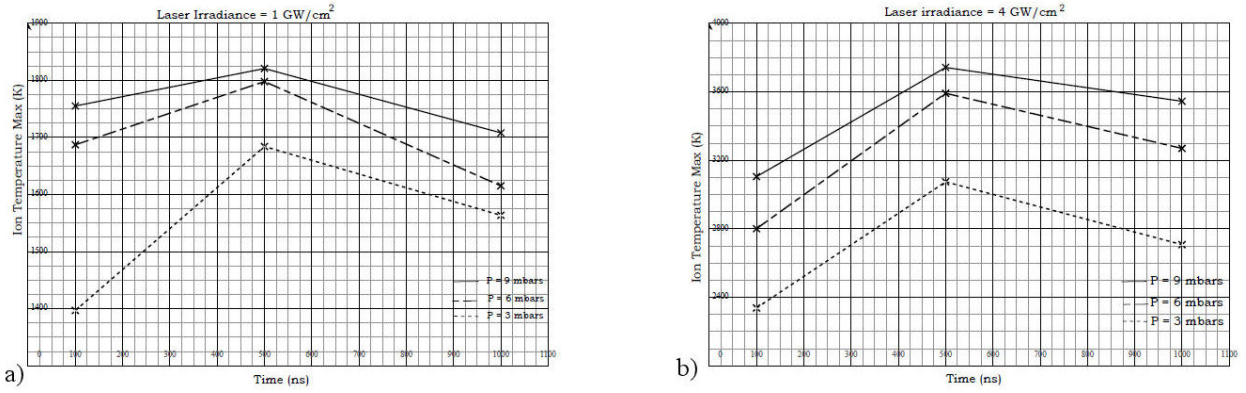 Laser Irradiance = 1 GW/cm²
1800
1800
1700
1600
1500
1400
Ion Temperature Max (K)
P = 9 mbars
P = 6 mbars
P = 3 mbars
0 100 200 300 400 500 600 700 800 900 1000 1100
Time (ns)
a)
Laser irradiance = 4 GW/cm²
4000
3600
3200
2800
2400
Ion Temperature Max (K)
P = 9 mbars
P = 6 mbars
P = 3 mbars
0 100 200 300 400 500 600 700 800 900 1000 1100
Time (ns)
b)